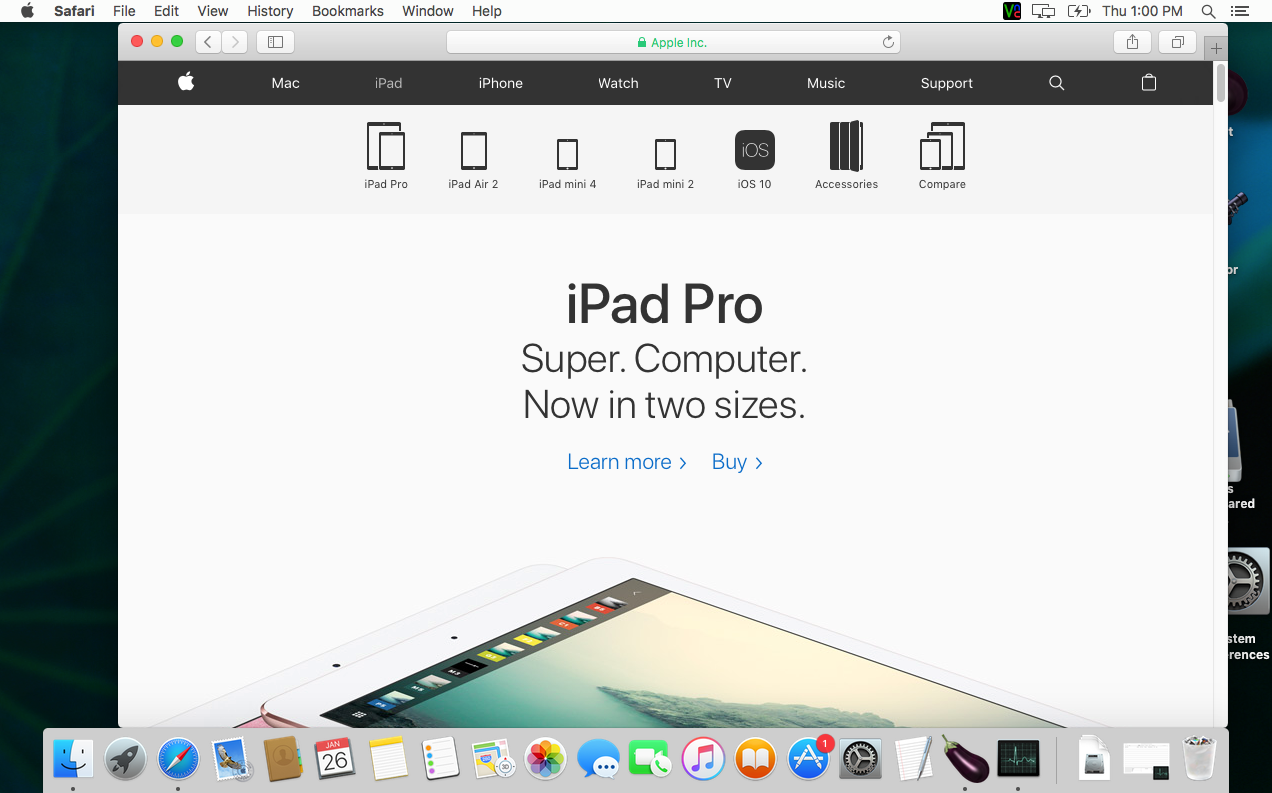 Safari File Edit View History Bookmarks Window Help Thu 1:00 PM
Apple Inc.
Mac iPad iPhone Watch TV Music Support
iOS
iPad Pro iPad Air 2 iPad mini 4 iPad mini 2 iOS 10 Accessories Compare
iPad Pro
Super. Computer.
Now in two sizes.
Learn more › Buy ›
t
or
s
ared
stem
rences
JAN
26
3D
1